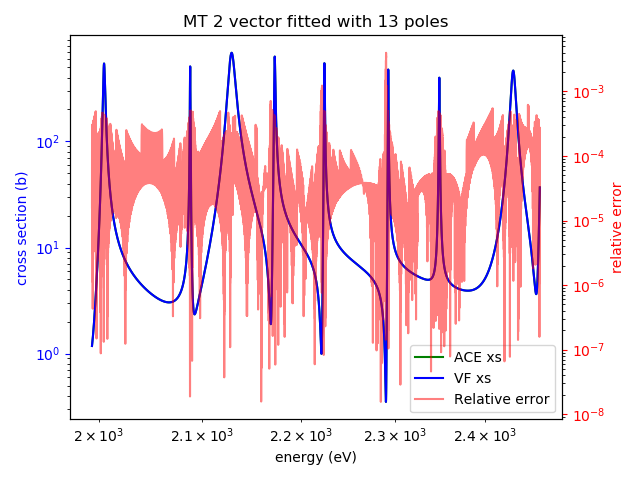 MT 2 vector fitted with 13 poles
cross section (b)
10²
10¹
10⁰
10⁻³
10⁻⁴
10⁻⁵
10⁻⁶
10⁻⁷
10⁻⁸
relative error
ACE xs
VF xs
Relative error
2 × 10³ 2.1 × 10³ 2.2 × 10³ 2.3 × 10³ 2.4 × 10³
energy (eV)